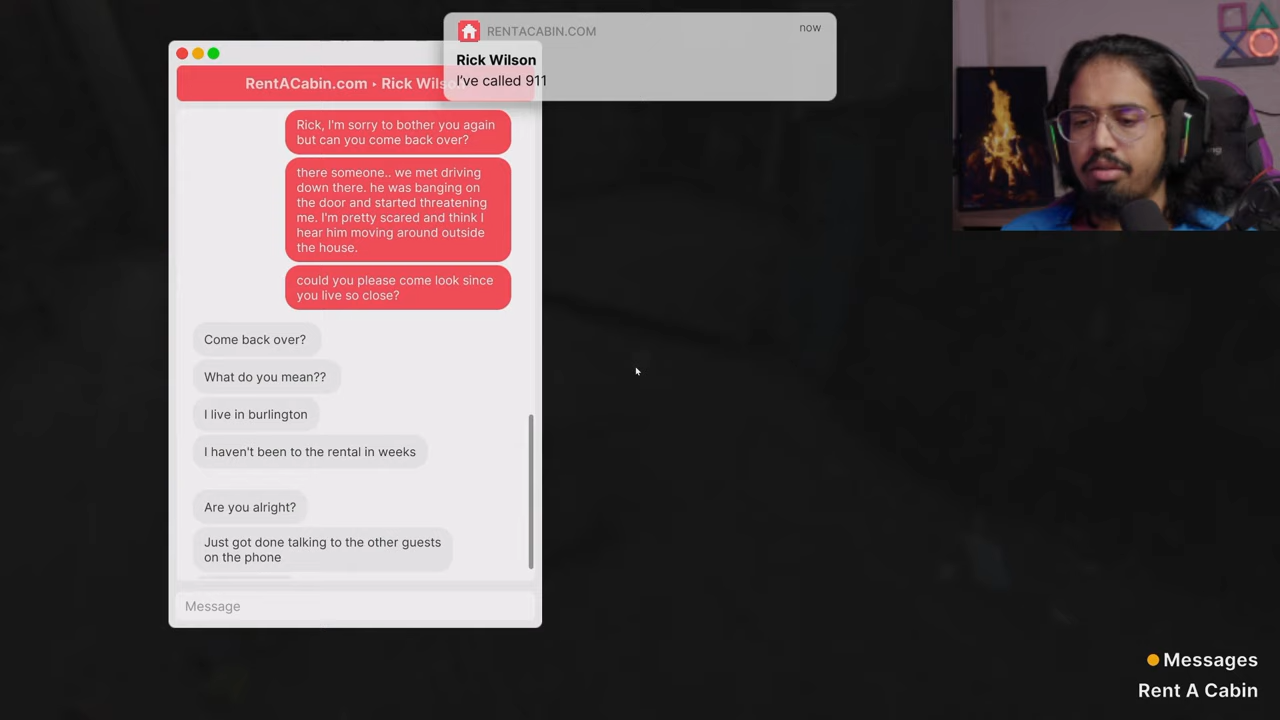 RENTACABIN.COM
now
Rick Wilson
I've called 911
RentACabin.com ▸ Rick Wilson
Rick, I'm sorry to bother you again
but can you come back over?
there someone.. we met driving
down there. he was banging on
the door and started threatening
me. I'm pretty scared and think I
hear him moving around outside
the house.
could you please come look since
you live so close?
Come back over?
What do you mean??
I live in burlington
I haven't been to the rental in weeks
Are you alright?
Just got done talking to the other guests
on the phone
Message
Messages
Rent A Cabin